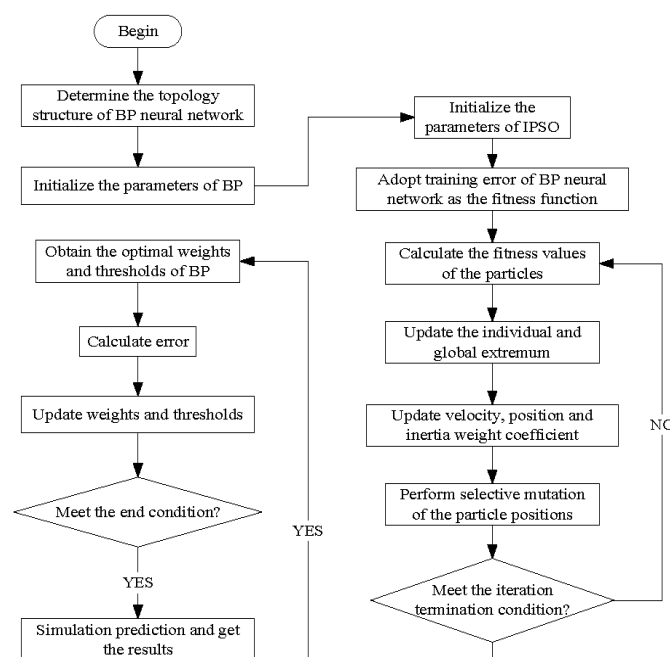 Begin
Determine the topology
structure of BP neural network
Initialize the parameters of BP
Initialize the
parameters of IPSO
Adopt training error of BP neural
network as the fitness function
Calculate the fitness values
of the particles
Update the individual and
global extremum
Update velocity, position and
inertia weight coefficient
Perform selective mutation
of the particle positions
Meet the iteration
termination condition?
NO
YES
Obtain the optimal weights
and thresholds of BP
Calculate error
Update weights and thresholds
Meet the end condition?
YES
Simulation prediction and get
the results